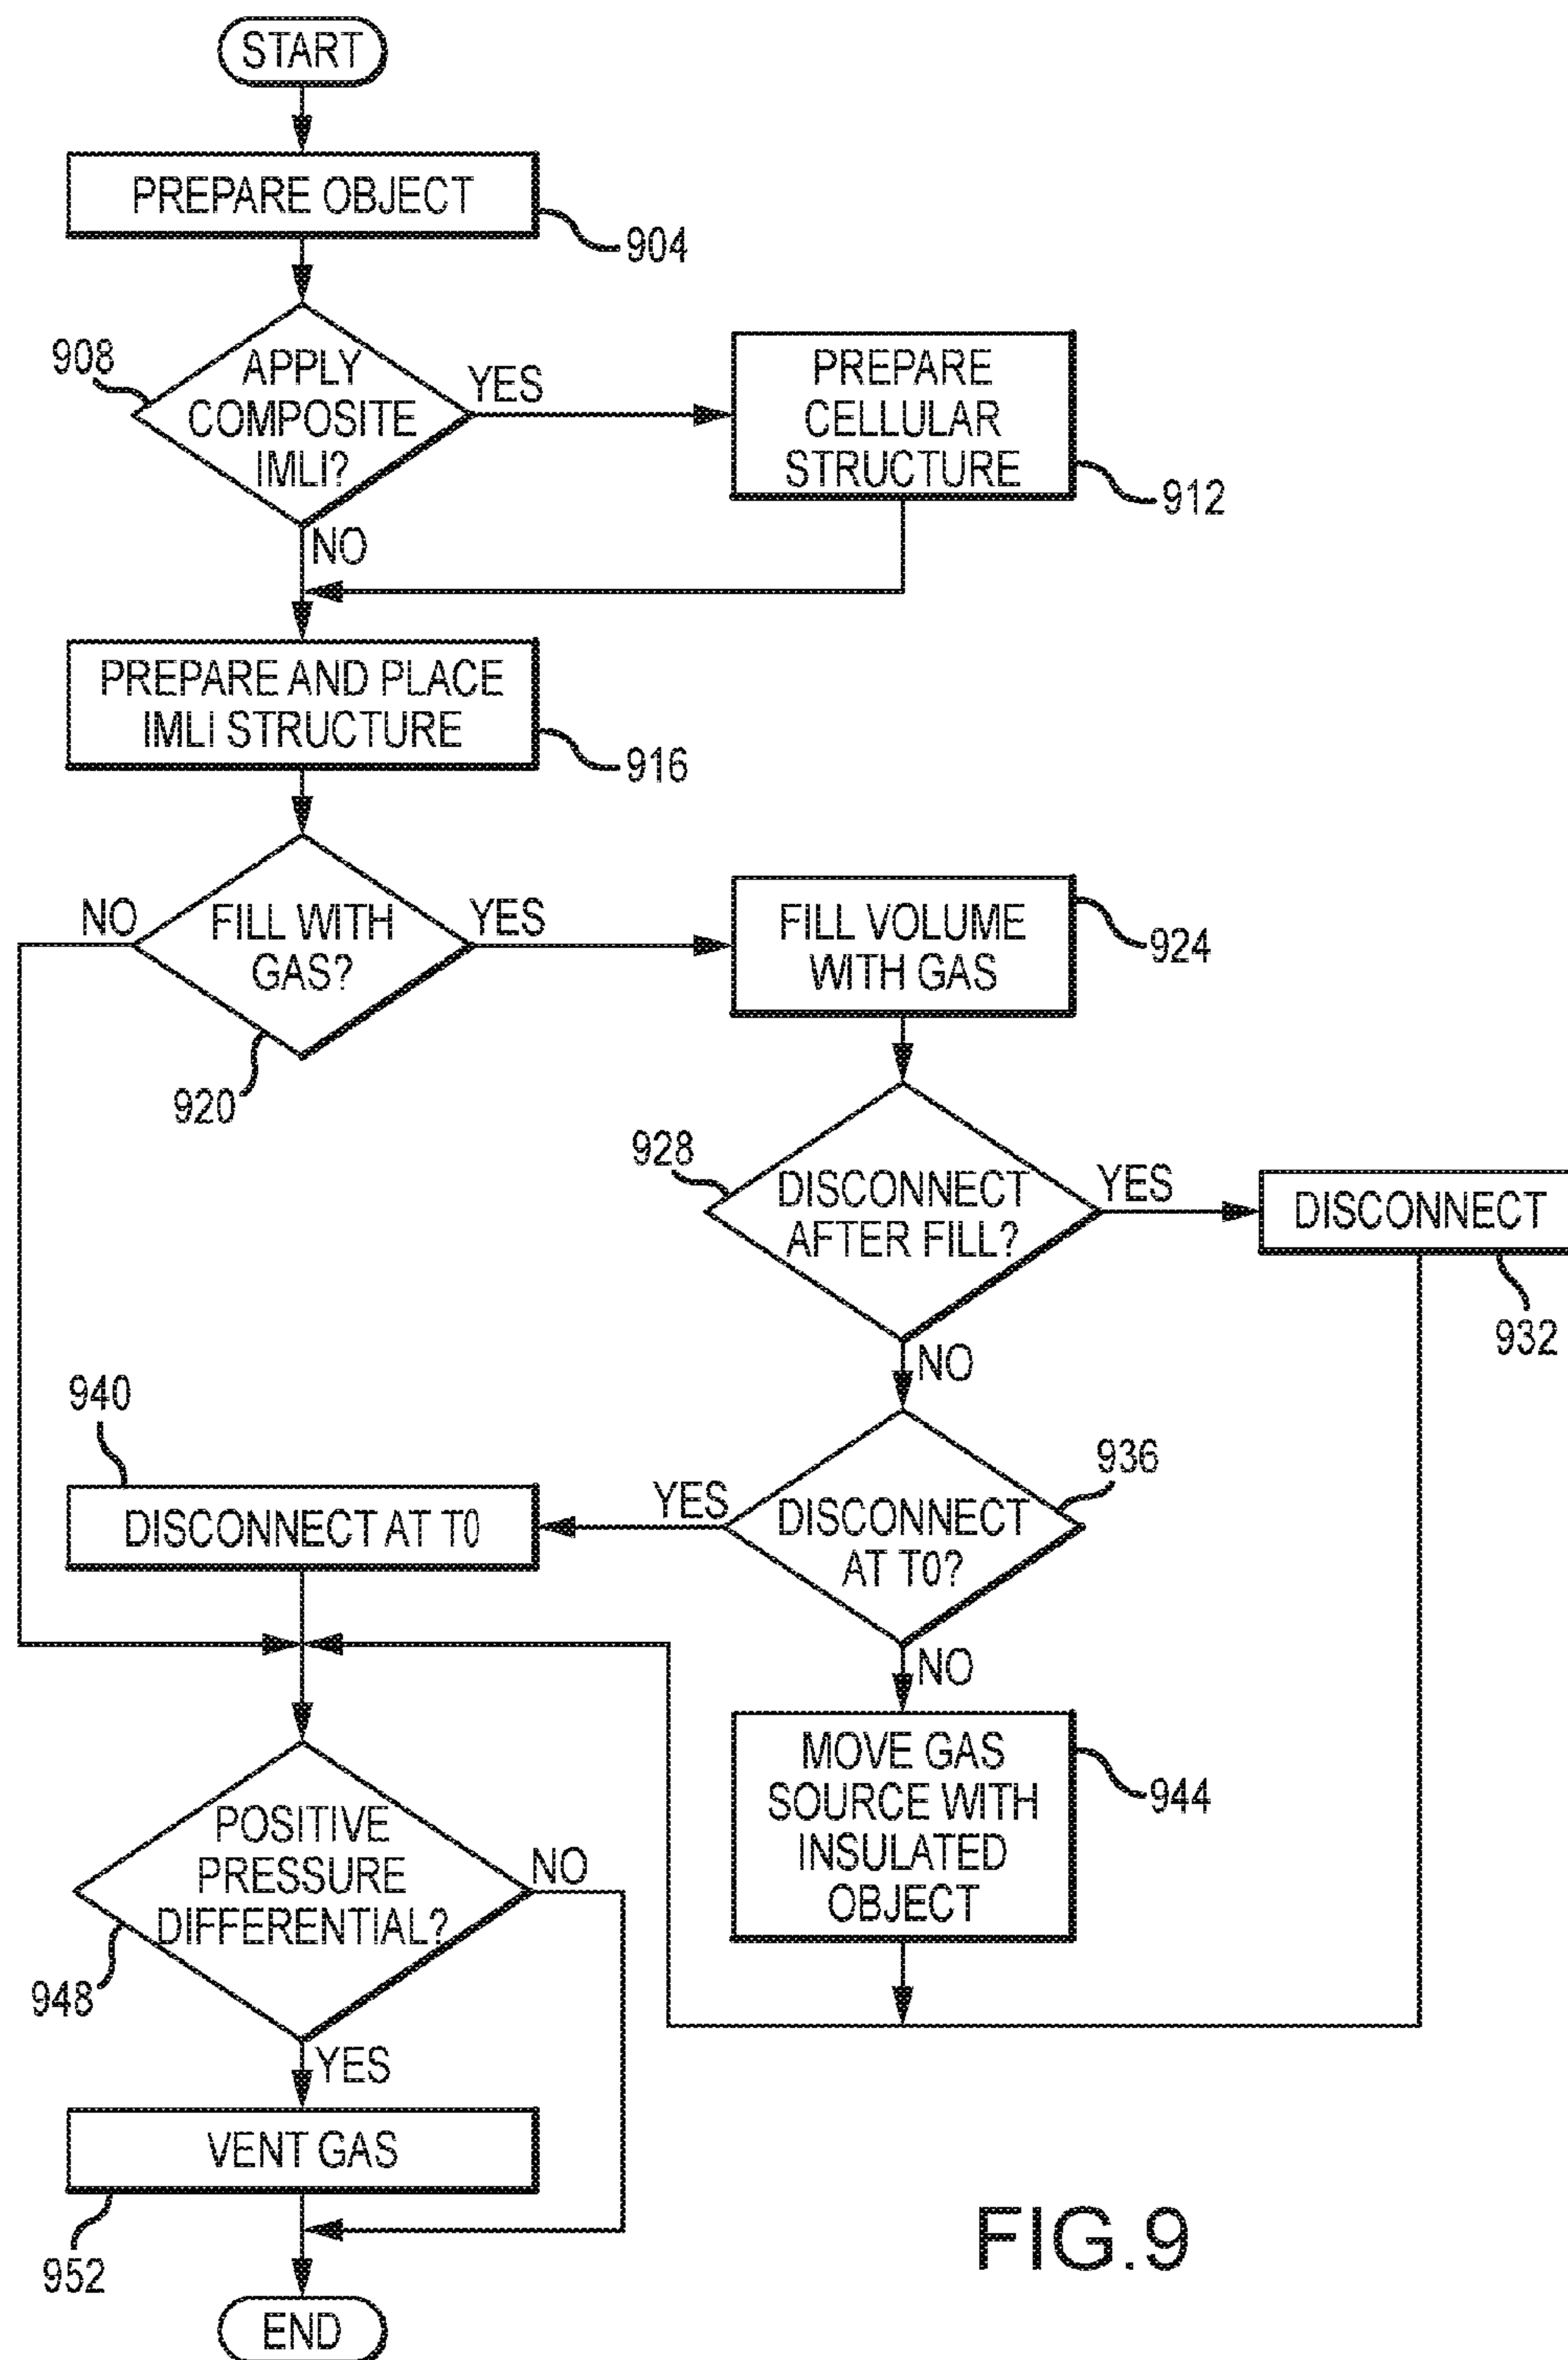 START
PREPARE OBJECT
904
908
APPLY
COMPOSITE
IMLI?
YES
NO
PREPARE
CELLULAR
STRUCTURE
912
PREPARE AND PLACE
IMLI STRUCTURE
916
NO
FILL WITH
GAS?
YES
920
FILL VOLUME
WITH GAS
924
928
DISCONNECT
AFTER FILL?
YES
NO
DISCONNECT
932
936
DISCONNECT
AT T0?
YES
NO
940
DISCONNECT AT T0
MOVE GAS
SOURCE WITH
INSULATED
OBJECT
944
POSITIVE
PRESSURE
DIFFERENTIAL?
NO
948
YES
VENT GAS
952
END
FIG.9